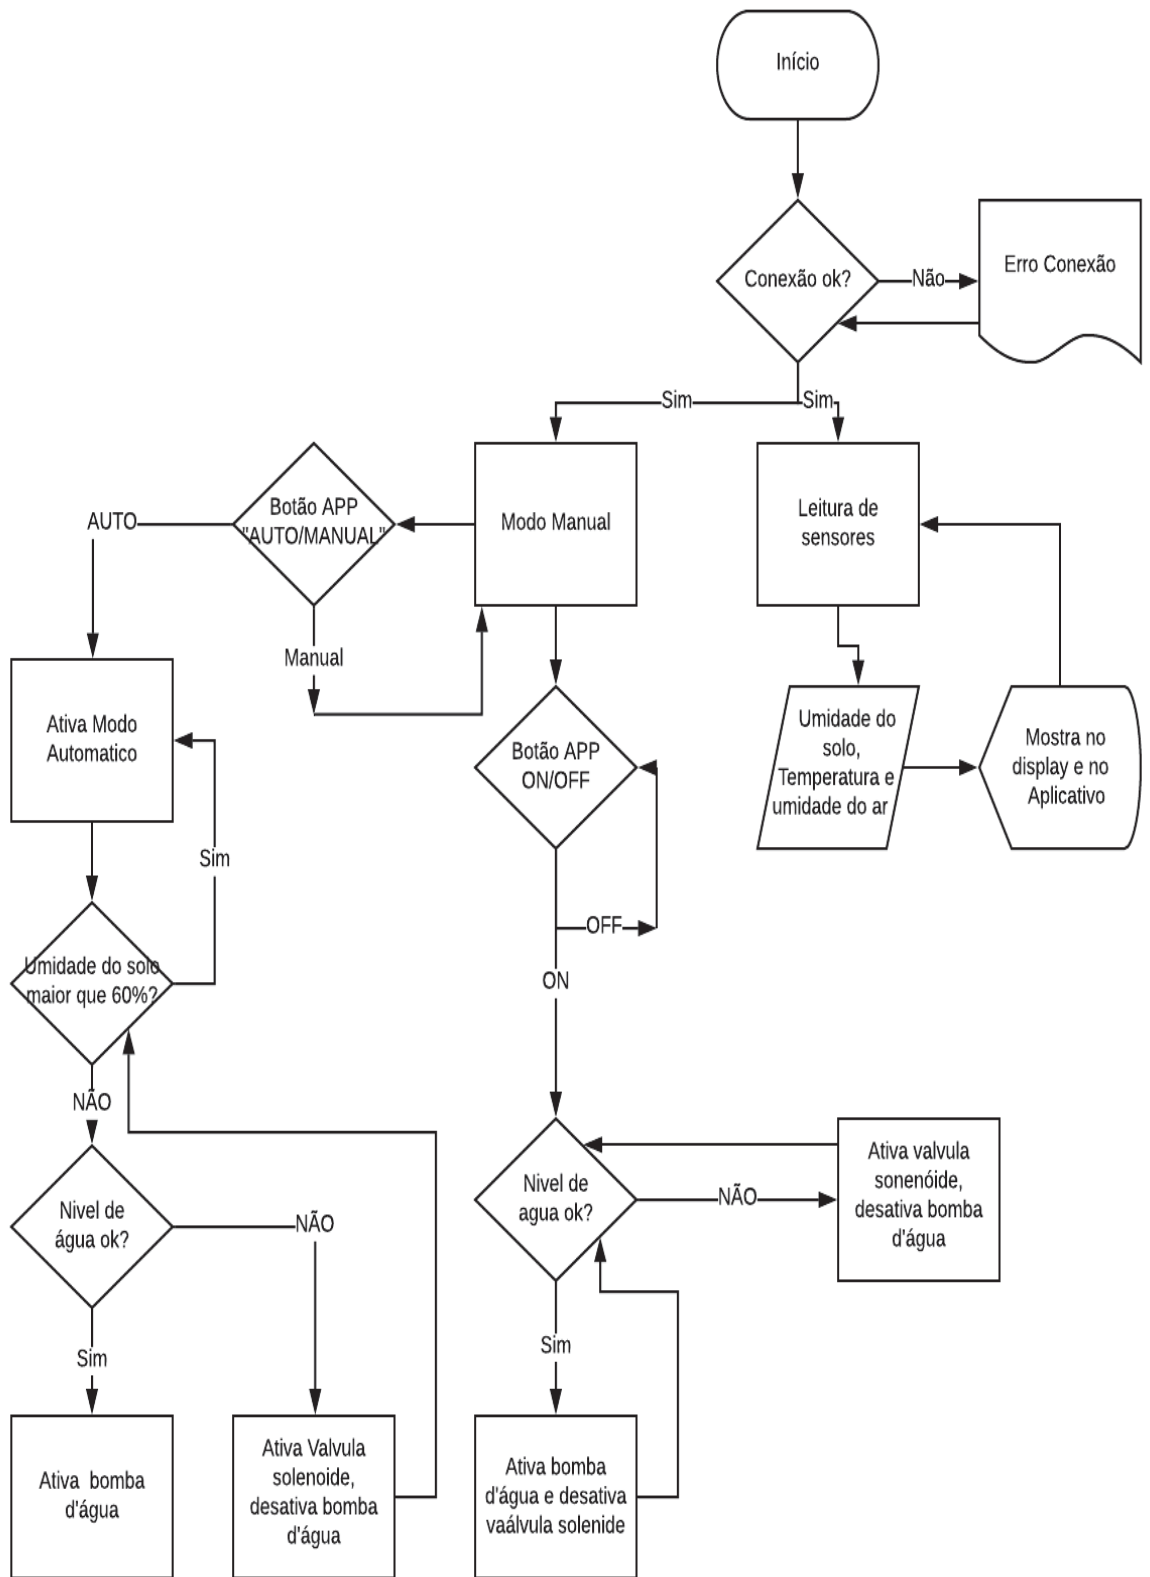 Início
Conexão ok?
Não
Erro Conexão
Sim
Sim
Botão APP
"AUTO/MANUAL"
AUTO
Modo Manual
Leitura de
sensores
Manual
Ativa Modo
Automatico
Botão APP
ON/OFF
Umidade do
solo,
Temperatura e
umidade do ar
Mostra no
display e no
Aplicativo
Sim
OFF
Umidade do solo
maior que 60%?
ON
NÃO
Nivel de
água ok?
NÃO
Nivel de
agua ok?
NÃO
Ativa valvula
sonenóide,
desativa bomba
d'água
Sim
Sim
Ativa bomba
d'água
Ativa Valvula
solenoide,
desativa bomba
d'água
Ativa bomba
d'água e desativa
vaálvula solenide